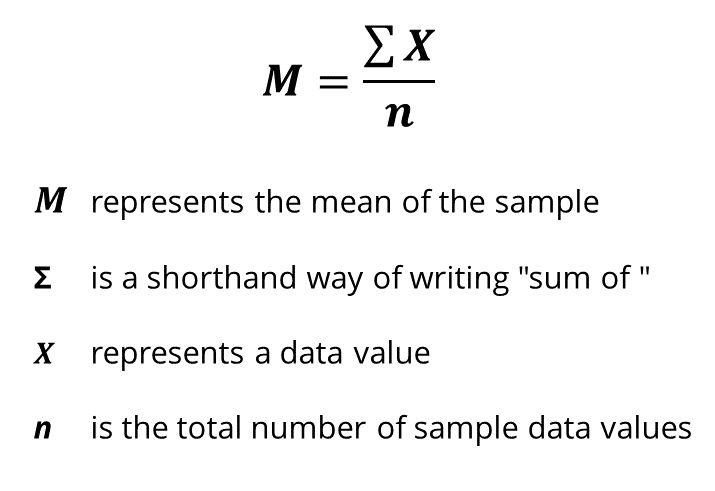 M = ∑ X / n
M represents the mean of the sample
Σ is a shorthand way of writing "sum of "
X represents a data value
n is the total number of sample data values